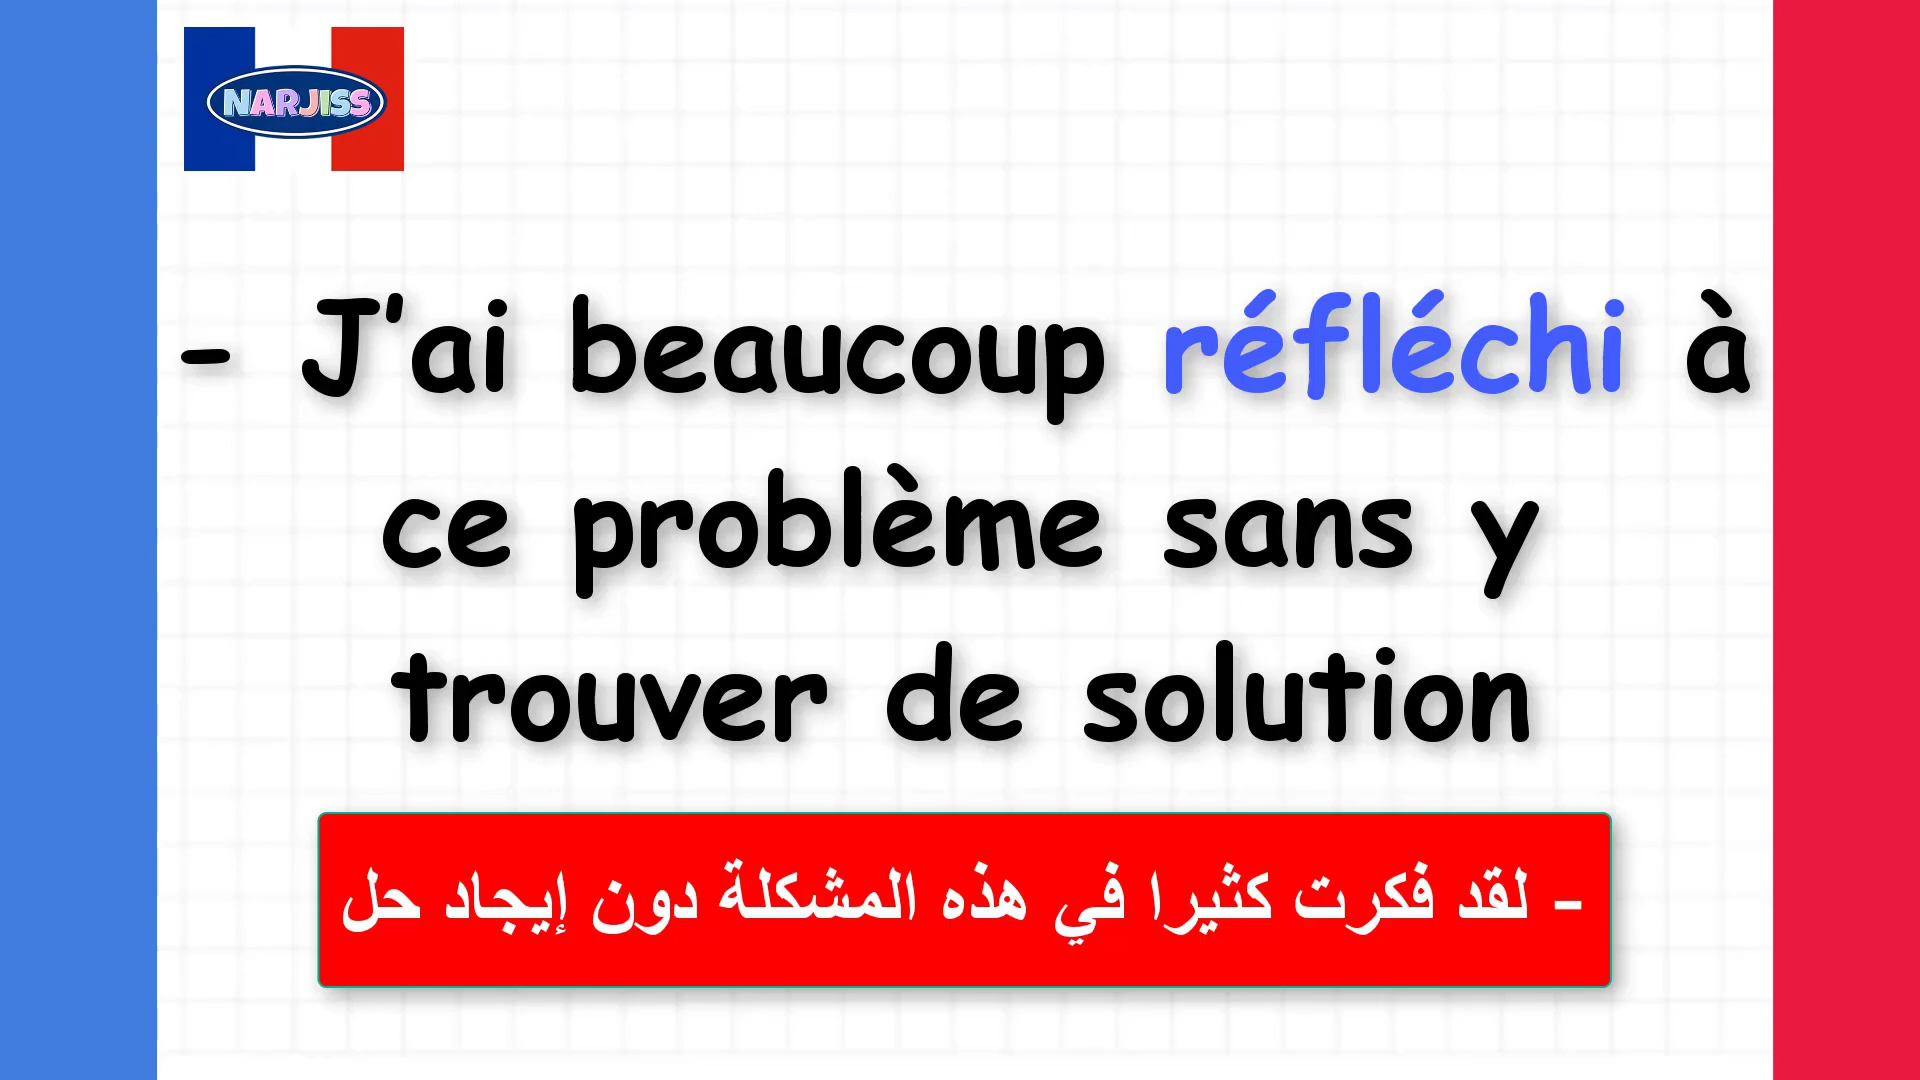 NARJISS
- J’ai beaucoup réfléchi à
ce problème sans y
trouver de solution
- لقد فكرت كثيرا في هذه المشكلة دون إيجاد حل